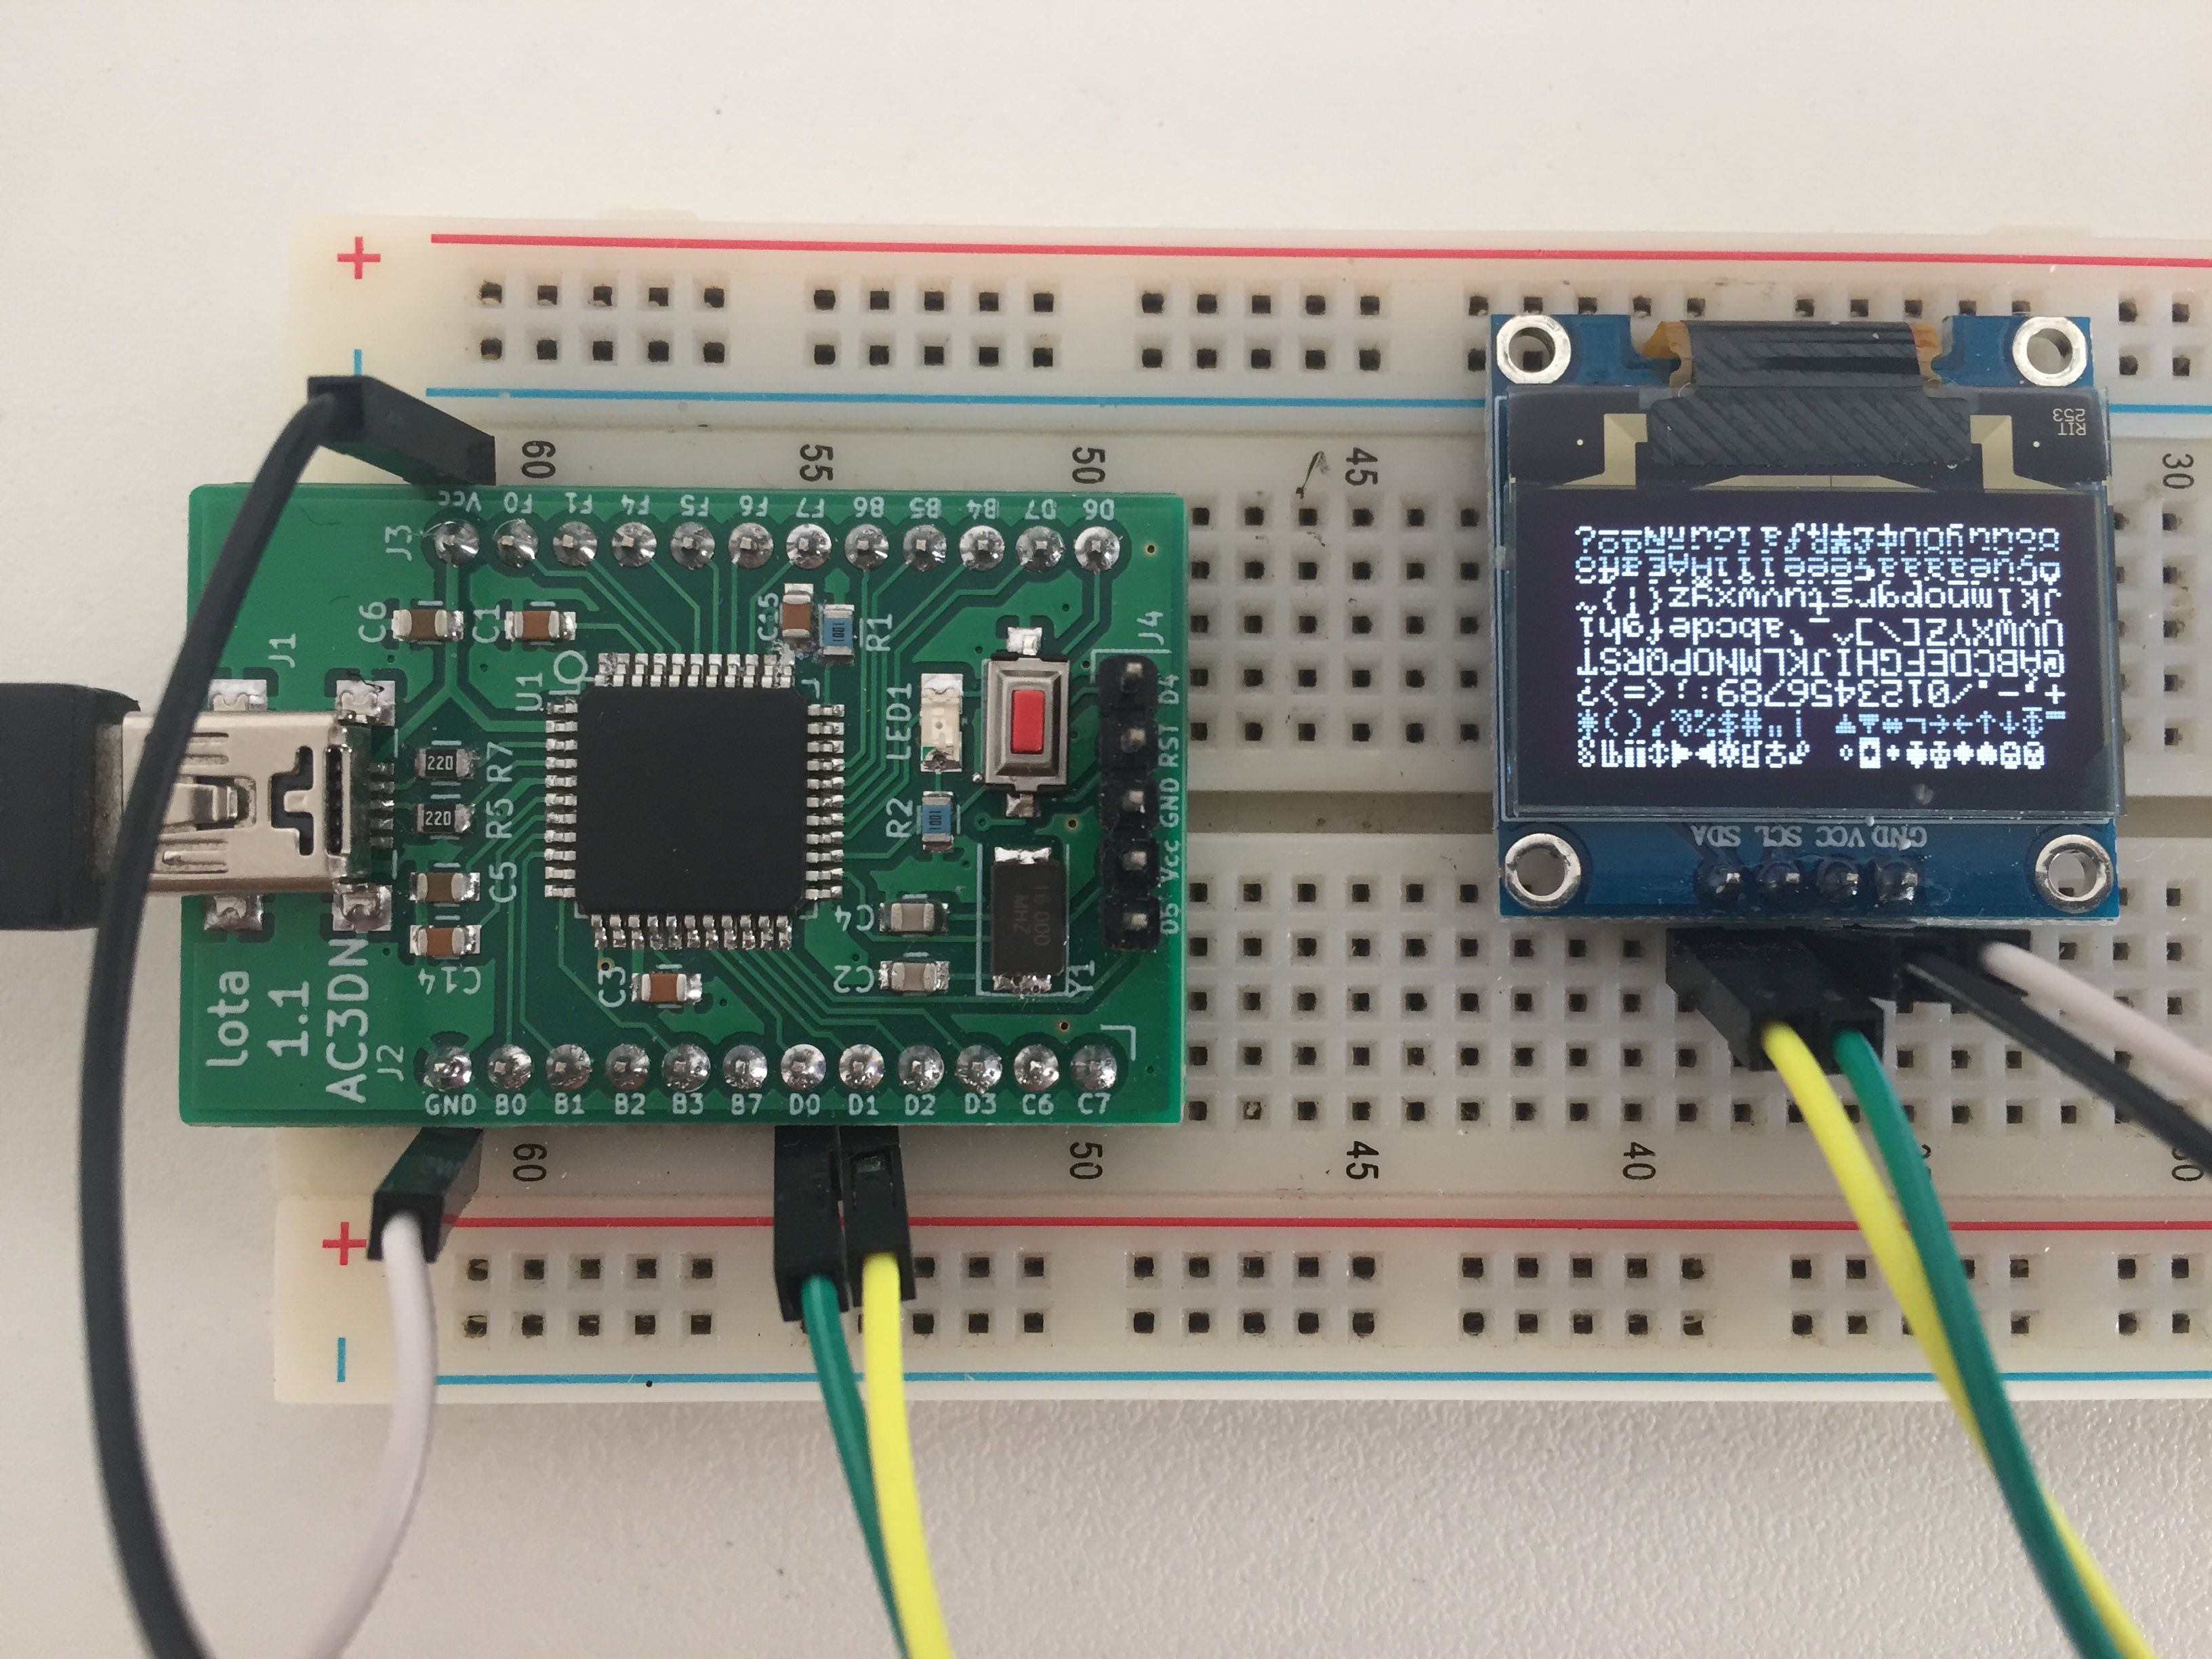 40
45
50
60
GND VCC SCL SDA
+,-./0123456789:;<=>?
@ABCDEFGHIJKLMNOPQRST
UVWXYZ[\]^_`abcdefghi
jklmnopqrstuvwxyz{¦}~
RIT
253
30
45
50
55
60
C7 C6 D3 D2 D1 D0 B7 B3 B2 B1 B0 GND
J2
AC3DN
1.1
Iota
Y1
16.000
MHZ
C2
C4
C3
C14
C5
R5
R7
220
220
D5 Vcc GND RST D4
J4
R2
1001
LED1
R1
1001
C15
U1
C1
C6
J1
J3
D6 D7 B4 B5 B6 F7 F6 F5 F4 F1 F0 Vcc